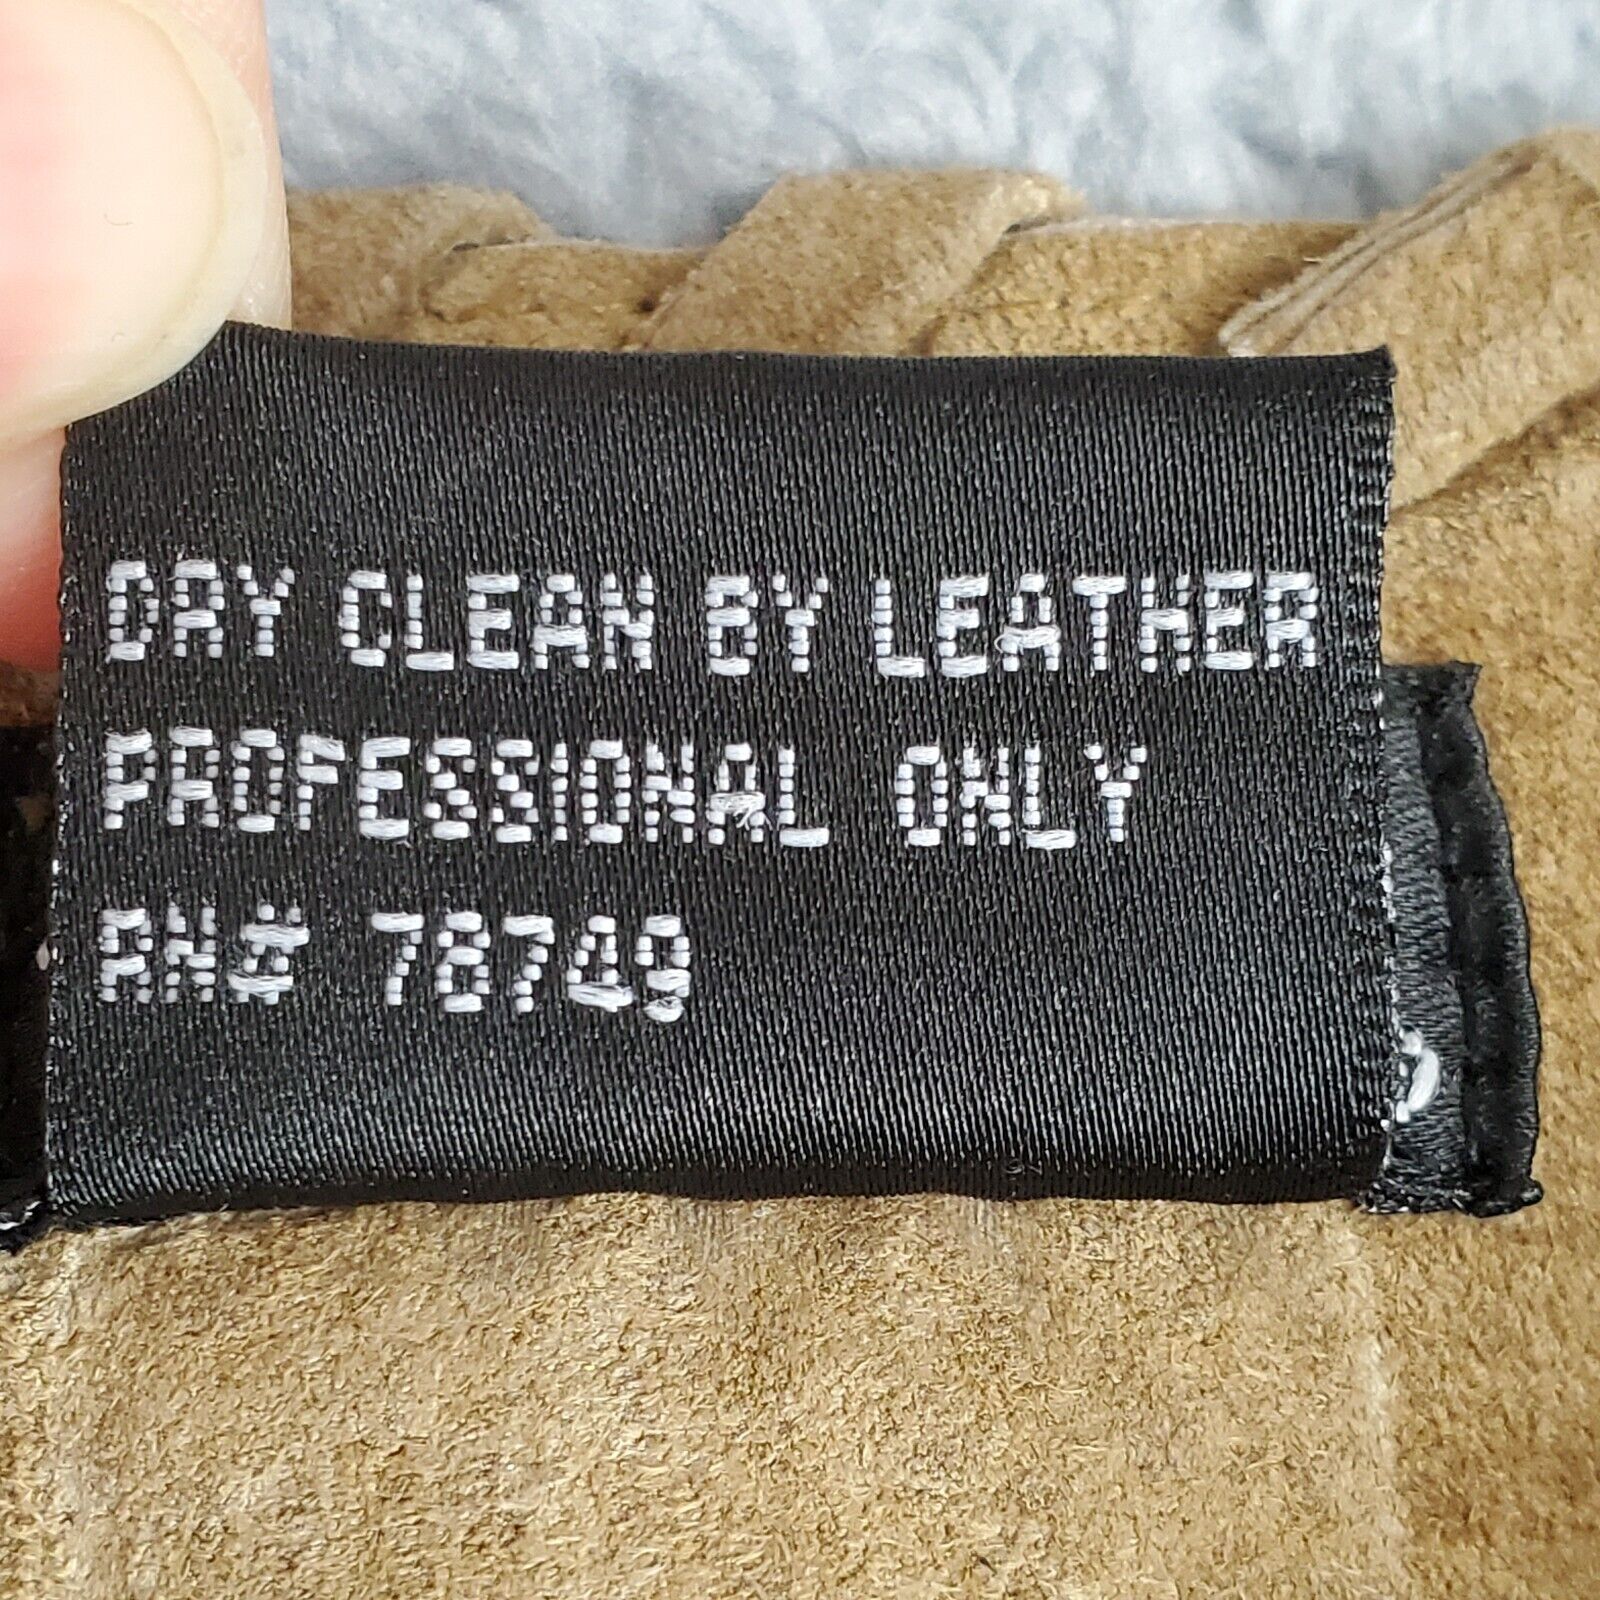 DRY CLEAN BY LEATHER
PROFESSIONAL ONLY
RN# 78749